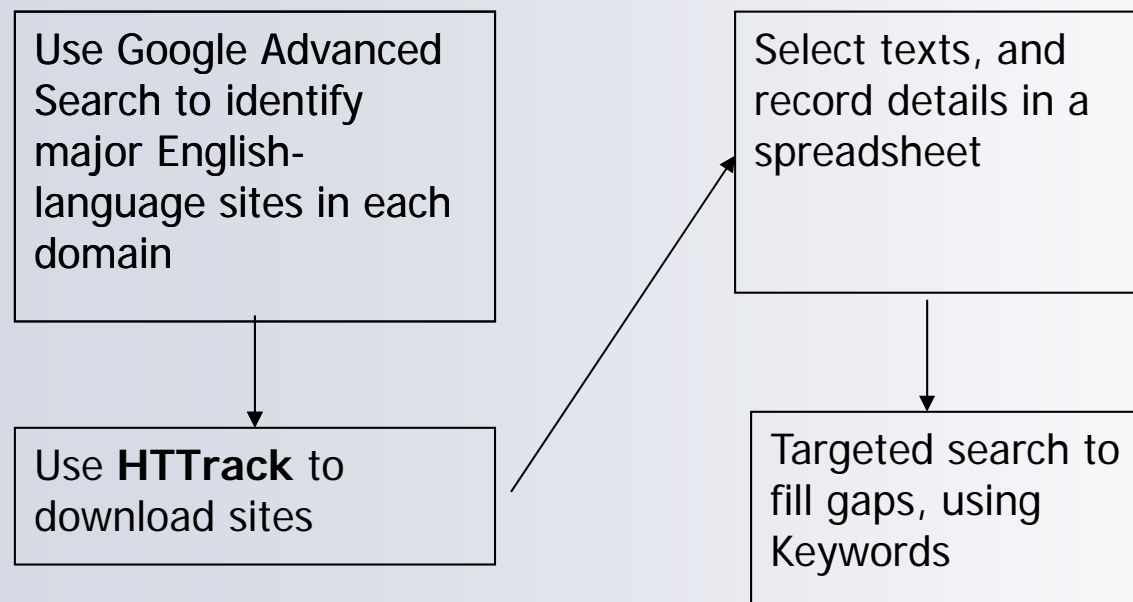 Use Google Advanced
Search to identify
major English-
language sites in each
domain
Use HTTrack to
download sites
Select texts, and
record details in a
spreadsheet
Targeted search to
fill gaps, using
Keywords